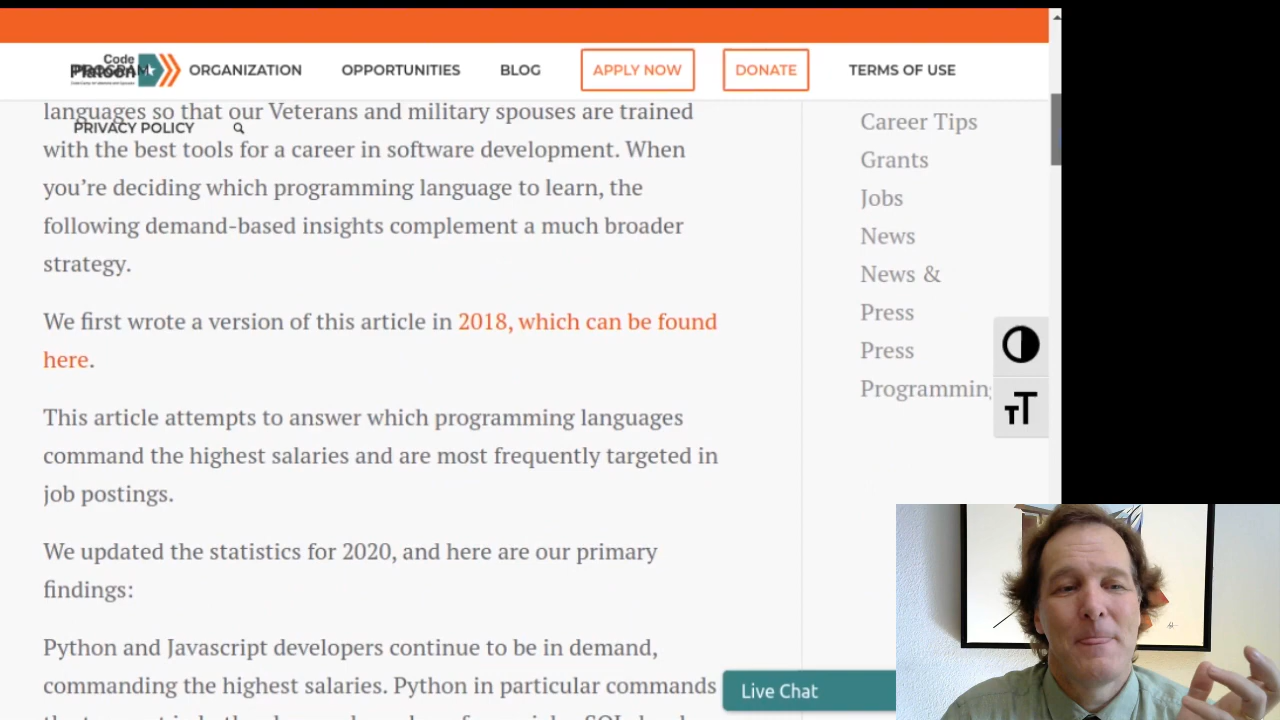 Code
Platoon
PROGRAM
ORGANIZATION
OPPORTUNITIES
BLOG
APPLY NOW
DONATE
TERMS OF USE
PRIVACY POLICY
languages so that our Veterans and military spouses are trained
with the best tools for a career in software development. When
you’re deciding which programming language to learn, the
following demand-based insights complement a much broader
strategy.
We first wrote a version of this article in 2018, which can be found
here.
This article attempts to answer which programming languages
command the highest salaries and are most frequently targeted in
job postings.
We updated the statistics for 2020, and here are our primary
findings:
Python and Javascript developers continue to be in demand,
commanding the highest salaries. Python in particular commands
Career Tips
Grants
Jobs
News
News &
Press
Press
Programming
TT
Live Chat